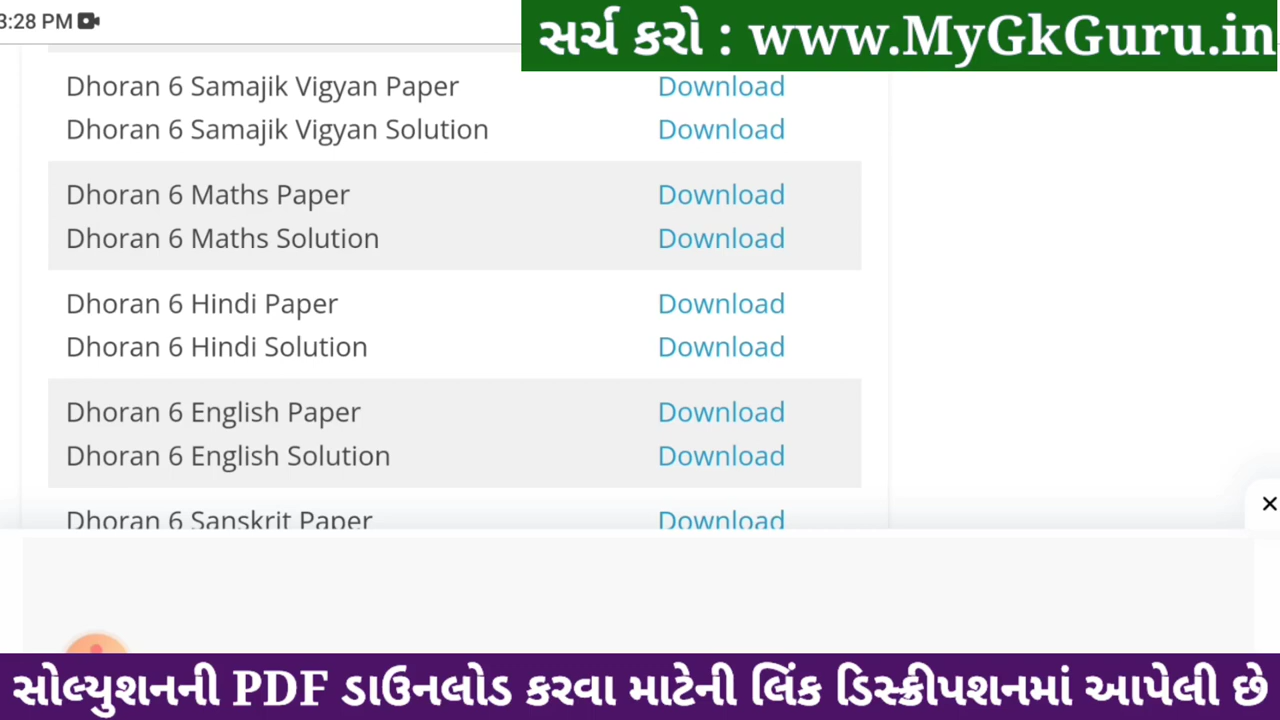 3:28 PM
સર્ચ કરો : www.MyGkGuru.in
Dhoran 6 Samajik Vigyan Paper Download
Dhoran 6 Samajik Vigyan Solution Download
Dhoran 6 Maths Paper Download
Dhoran 6 Maths Solution Download
Dhoran 6 Hindi Paper Download
Dhoran 6 Hindi Solution Download
Dhoran 6 English Paper Download
Dhoran 6 English Solution Download
Dhoran 6 Sanskrit Paper Download
સોલ્યુશનની PDF ડાઉનલોડ કરવા માટેની લિંક ડિસ્ક્રીપશનમાં આપેલી છે